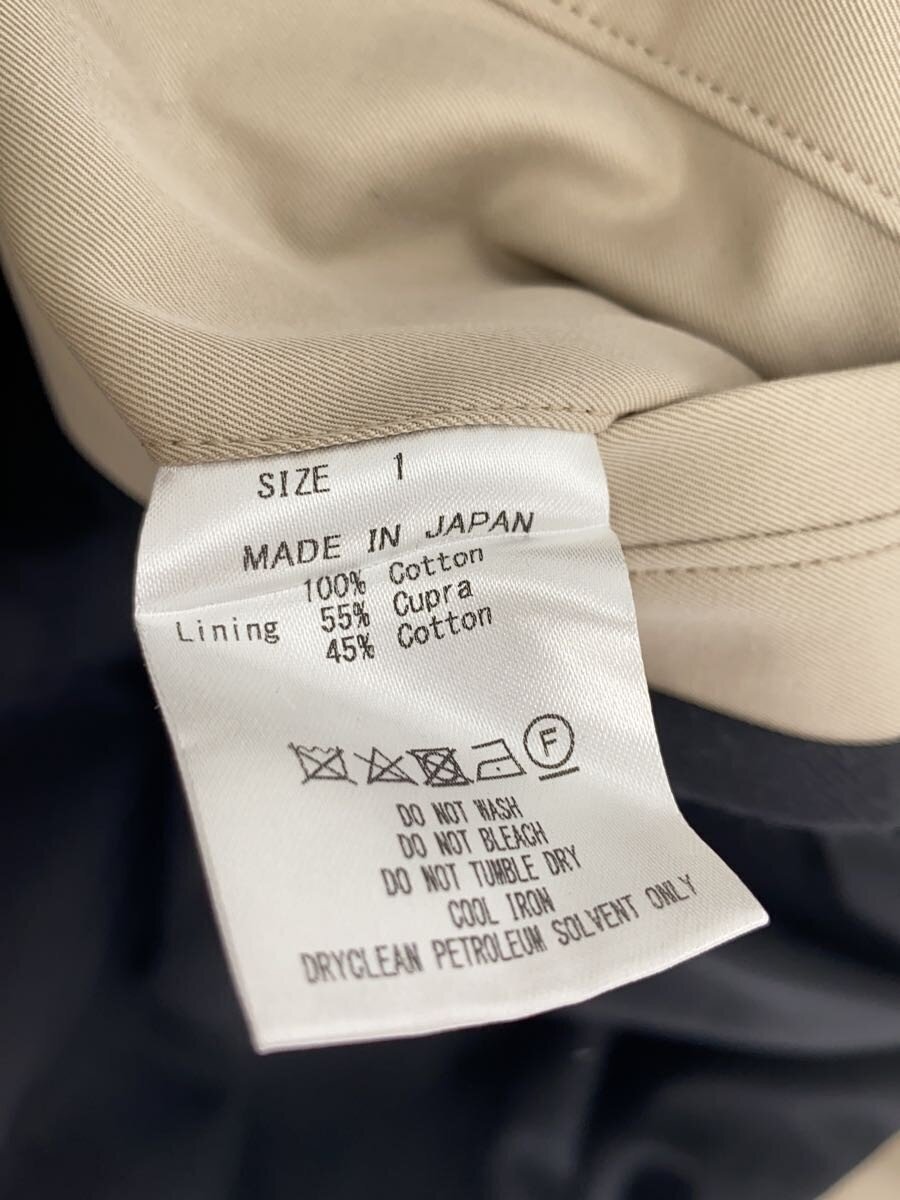 SIZE 1
MADE IN JAPAN
100% Cotton
Lining 55% Cupra
45% Cotton
F
DO NOT WASH
DO NOT BLEACH
DO NOT TUMBLE DRY
COOL IRON
DRYCLEAN PETROLEUM SOLVENT ONLY